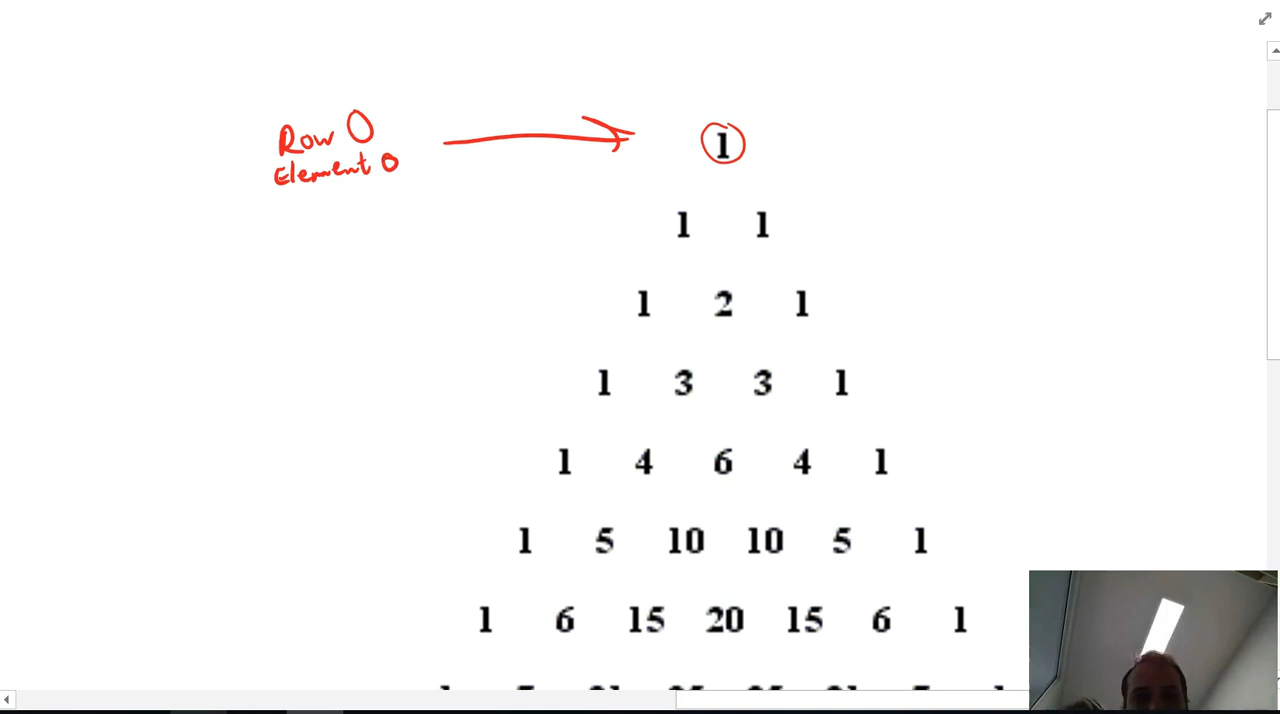 Row 0
Element 0
1
1 1
1 2 1
1 3 3 1
1 4 6 4 1
1 5 10 10 5 1
1 6 15 20 15 6 1